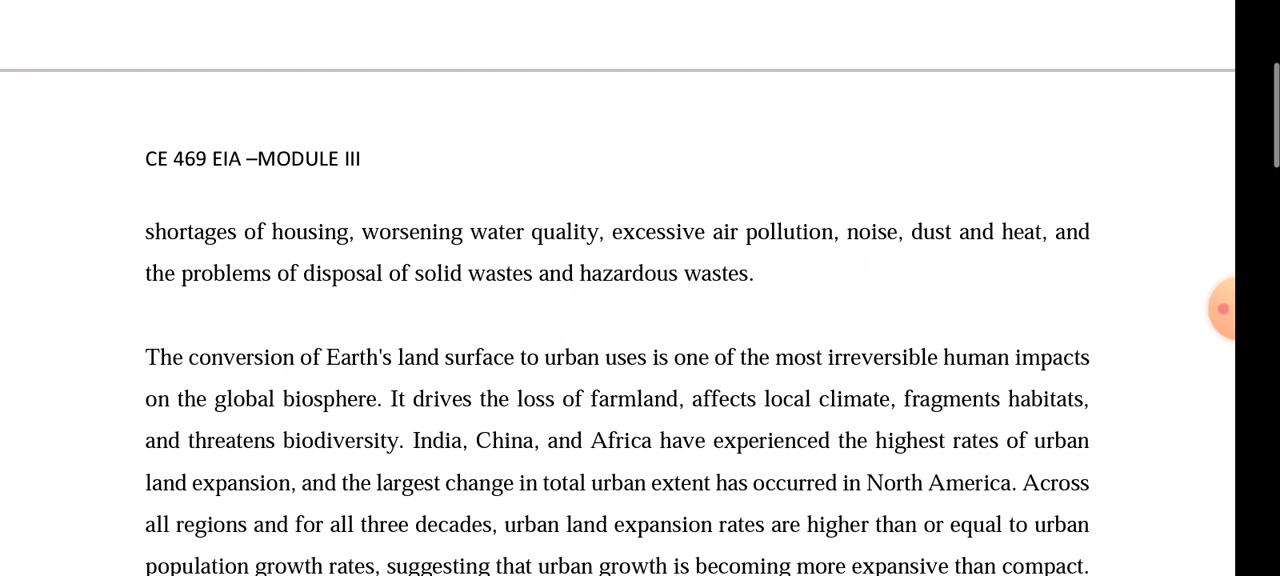 CE 469 EIA –MODULE III
shortages of housing, worsening water quality, excessive air pollution, noise, dust and heat, and
the problems of disposal of solid wastes and hazardous wastes.
The conversion of Earth's land surface to urban uses is one of the most irreversible human impacts
on the global biosphere. It drives the loss of farmland, affects local climate, fragments habitats,
and threatens biodiversity. India, China, and Africa have experienced the highest rates of urban
land expansion, and the largest change in total urban extent has occurred in North America. Across
all regions and for all three decades, urban land expansion rates are higher than or equal to urban
population growth rates, suggesting that urban growth is becoming more expansive than compact.